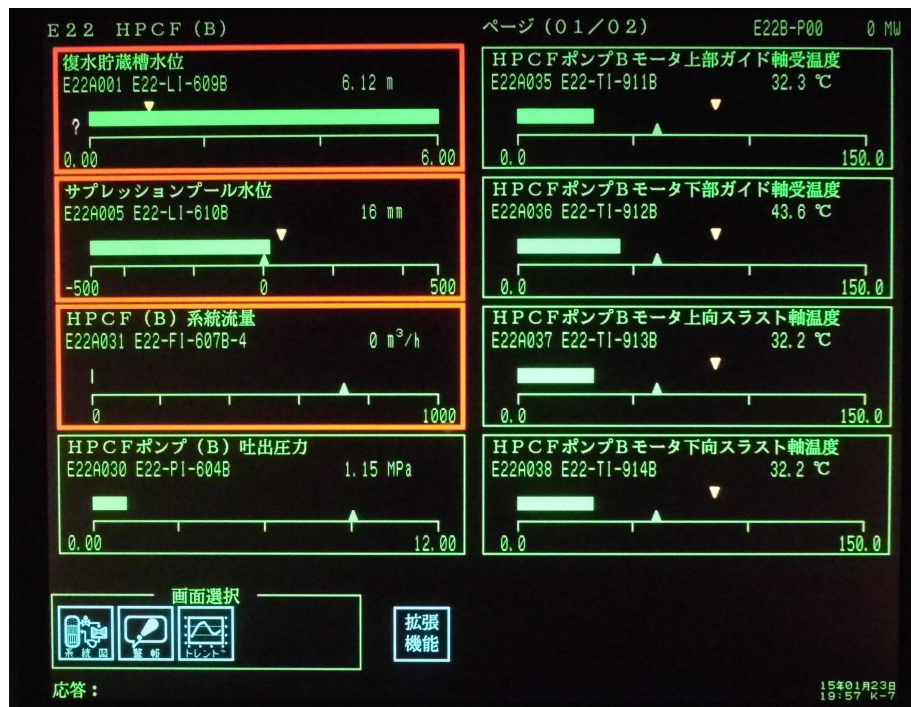 E22 HPCF(B)
ページ(01/02)
E22B-P00 0 MW
復水貯蔵槽水位
E22A001 E22-LI-609B 6.12 m
?
0.00 6.00
サプレッションプール水位
E22A005 E22-LI-610B 16 mm
-500 0 500
HPCF(B)系統流量
E22A031 E22-FI-607B-4 0 m³/h
0 1000
HPCFポンプ(B)吐出圧力
E22A030 E22-PI-604B 1.15 MPa
0.00 12.00
HPCFポンプBモータ上部ガイド軸受温度
E22A035 E22-TI-911B 32.3 ℃
0.0 150.0
HPCFポンプBモータ下部ガイド軸受温度
E22A036 E22-TI-912B 43.6 ℃
0.0 150.0
HPCFポンプBモータ上向スラスト軸温度
E22A037 E22-TI-913B 32.2 ℃
0.0 150.0
HPCFポンプBモータ下向スラスト軸温度
E22A038 E22-TI-914B 32.2 ℃
0.0 150.0
画面選択
系統図 警報 トレンド
拡張
機能
応答:
15年01月23日
19:57 K-7